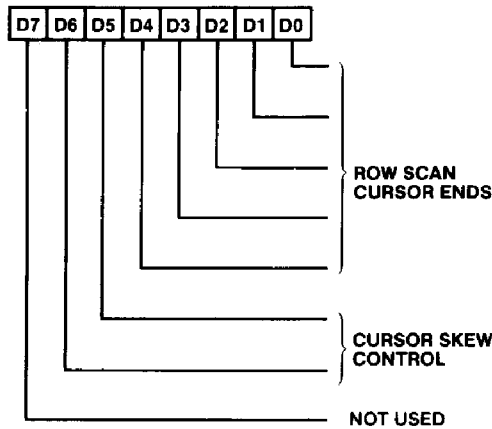 D7 D6 D5 D4 D3 D2 D1 D0
ROW SCAN
CURSOR ENDS
CURSOR SKEW
CONTROL
NOT USED